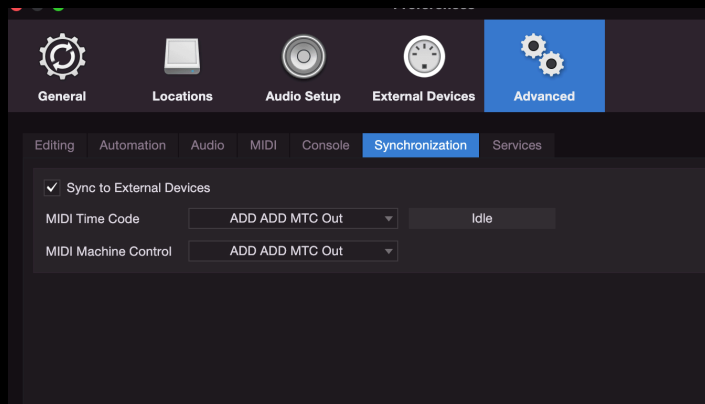 Preferences
General Locations Audio Setup External Devices Advanced
Editing Automation Audio MIDI Console Synchronization Services
Sync to External Devices
MIDI Time Code ADD ADD MTC Out Idle
MIDI Machine Control ADD ADD MTC Out